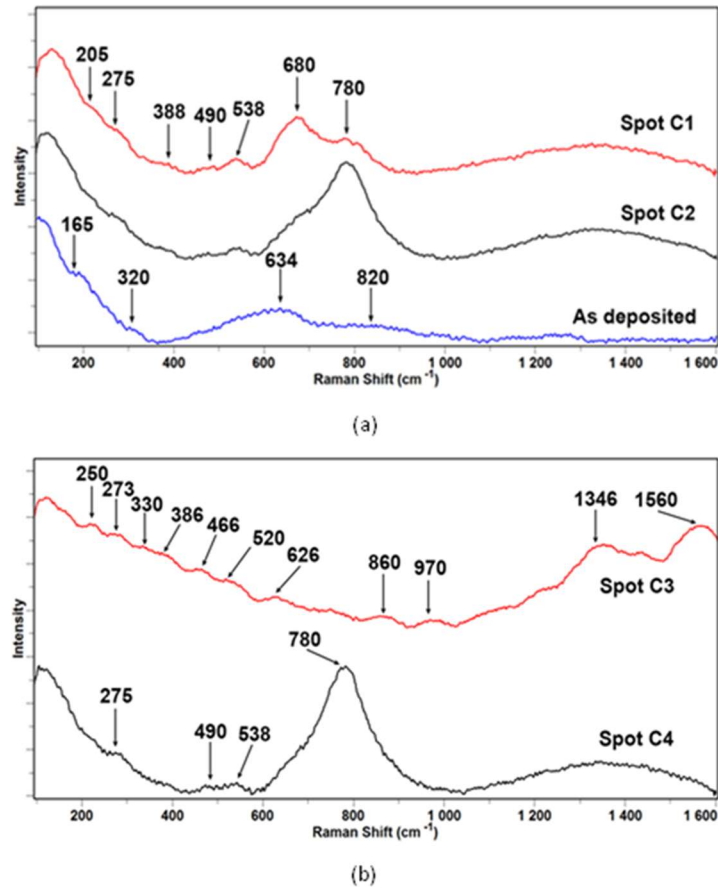 205
275
388
490
538
680
780
Spot C1
Spot C2
165
320
634
820
As deposited
Intensity
200 400 600 800 1 000 1 200 1 400 1 600
Raman Shift (cm⁻¹)
(a)
250
273
330
386
466
520
626
860
970
1346
1560
Spot C3
780
275
490
538
Spot C4
Intensity
200 400 600 800 1 000 1 200 1 400 1 600
Raman Shift (cm⁻¹)
(b)